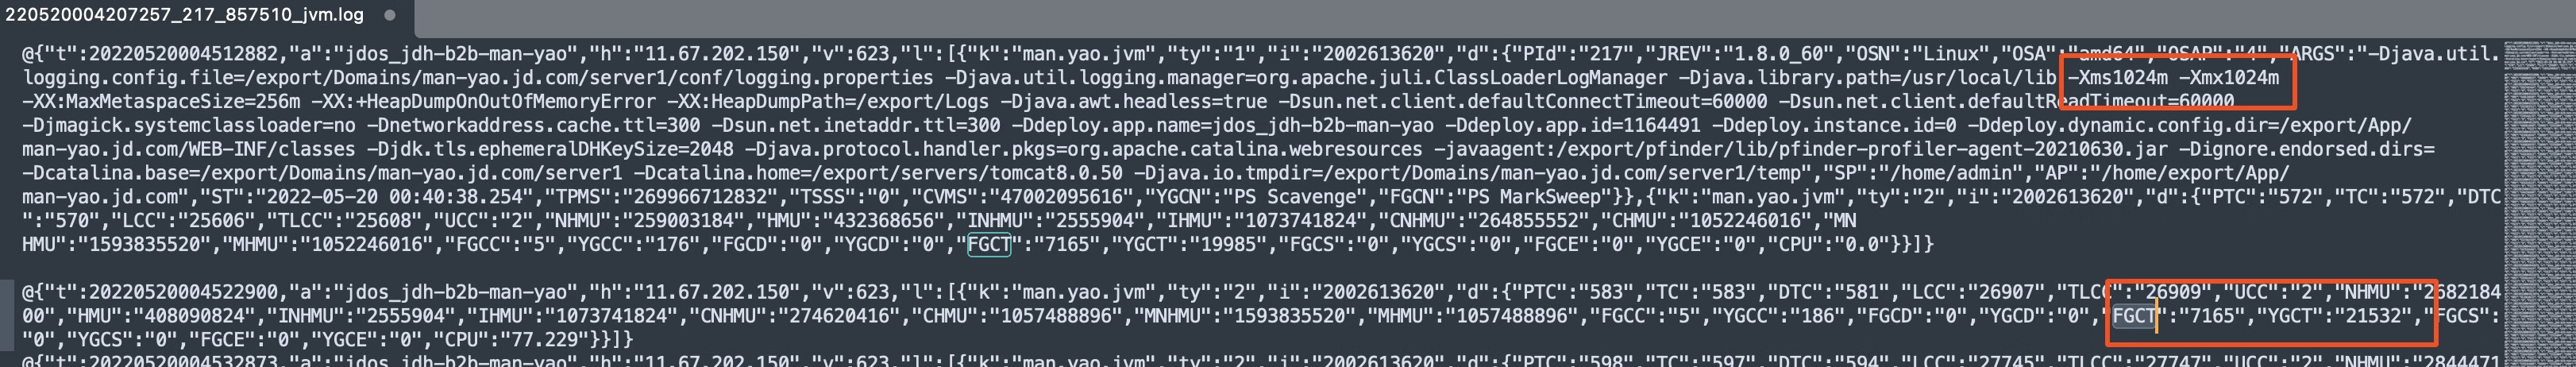 220520004207257_217_857510_jvm.log
@{"t":20220520004512882,"a":"jdos_jdh-b2b-man-yao","h":"11.67.202.150","v":623,"l":[{"k":"man.yao.jvm","ty":"1","i":"2002613620","d":{"PId":"217","JREV":"1.8.0_60","OSN":"Linux","OSA":"amd64","OSAP":"4","ARGS":"-Djava.util.
logging.config.file=/export/Domains/man-yao.jd.com/server1/conf/logging.properties -Djava.util.logging.manager=org.apache.juli.ClassLoaderLogManager -Djava.library.path=/usr/local/lib -Xms1024m -Xmx1024m
-XX:MaxMetaspaceSize=256m -XX:+HeapDumpOnOutOfMemoryError -XX:HeapDumpPath=/export/Logs -Djava.awt.headless=true -Dsun.net.client.defaultConnectTimeout=60000 -Dsun.net.client.defaultReadTimeout=60000
-Djmagick.systemclassloader=no -Dnetworkaddress.cache.ttl=300 -Dsun.net.inetaddr.ttl=300 -Ddeploy.app.name=jdos_jdh-b2b-man-yao -Ddeploy.app.id=1164491 -Ddeploy.instance.id=0 -Ddeploy.dynamic.config.dir=/export/App/
man-yao.jd.com/WEB-INF/classes -Djdk.tls.ephemeralDHKeySize=2048 -Djava.protocol.handler.pkgs=org.apache.catalina.webresources -javaagent:/export/pfinder/lib/pfinder-profiler-agent-20210630.jar -Dignore.endorsed.dirs=
-Dcatalina.base=/export/Domains/man-yao.jd.com/server1 -Dcatalina.home=/export/servers/tomcat8.0.50 -Djava.io.tmpdir=/export/Domains/man-yao.jd.com/server1/temp","SP":"/home/admin","AP":"/home/export/App/
man-yao.jd.com","ST":"2022-05-20 00:40:38.254","TPMS":"269966712832","TSSS":"0","CVMS":"47002095616","YGCN":"PS Scavenge","FGCN":"PS MarkSweep"}},{"k":"man.yao.jvm","ty":"2","i":"2002613620","d":{"PTC":"572","TC":"572","DTC
":"570","LCC":"25606","TLCC":"25608","UCC":"2","NHMU":"259003184","HMU":"432368656","INHMU":"2555904","IHMU":"1073741824","CNHMU":"264855552","CHMU":"1052246016","MN
HMU":"1593835520","MHMU":"1052246016","FGCC":"5","YGCC":"176","FGCD":"0","YGCD":"0","FGCT":"7165","YGCT":"19985","FGCS":"0","YGCS":"0","FGCE":"0","YGCE":"0","CPU":"0.0"}}]}
@{"t":20220520004522900,"a":"jdos_jdh-b2b-man-yao","h":"11.67.202.150","v":623,"l":[{"k":"man.yao.jvm","ty":"2","i":"2002613620","d":{"PTC":"583","TC":"583","DTC":"581","LCC":"26907","TLCC":"26909","UCC":"2","NHMU":"2682184
00","HMU":"408090824","INHMU":"2555904","IHMU":"1073741824","CNHMU":"274620416","CHMU":"1057488896","MNHMU":"1593835520","MHMU":"1057488896","FGCC":"5","YGCC":"186","FGCD":"0","YGCD":"0","FGCT":"7165","YGCT":"21532","FGCS":
"0","YGCS":"0","FGCE":"0","YGCE":"0","CPU":"77.229"}}]}
@{"t":20220520004532873,"a":"jdos_jdh-b2b-man-yao","h":"11.67.202.150","v":623,"l":[{"k":"man.yao.jvm","ty":"2","i":"2002613620","d":{"PTC":"598","TC":"597","DTC":"594","LCC":"27745","TLCC":"27747","UCC":"2","NHMU":"2844471